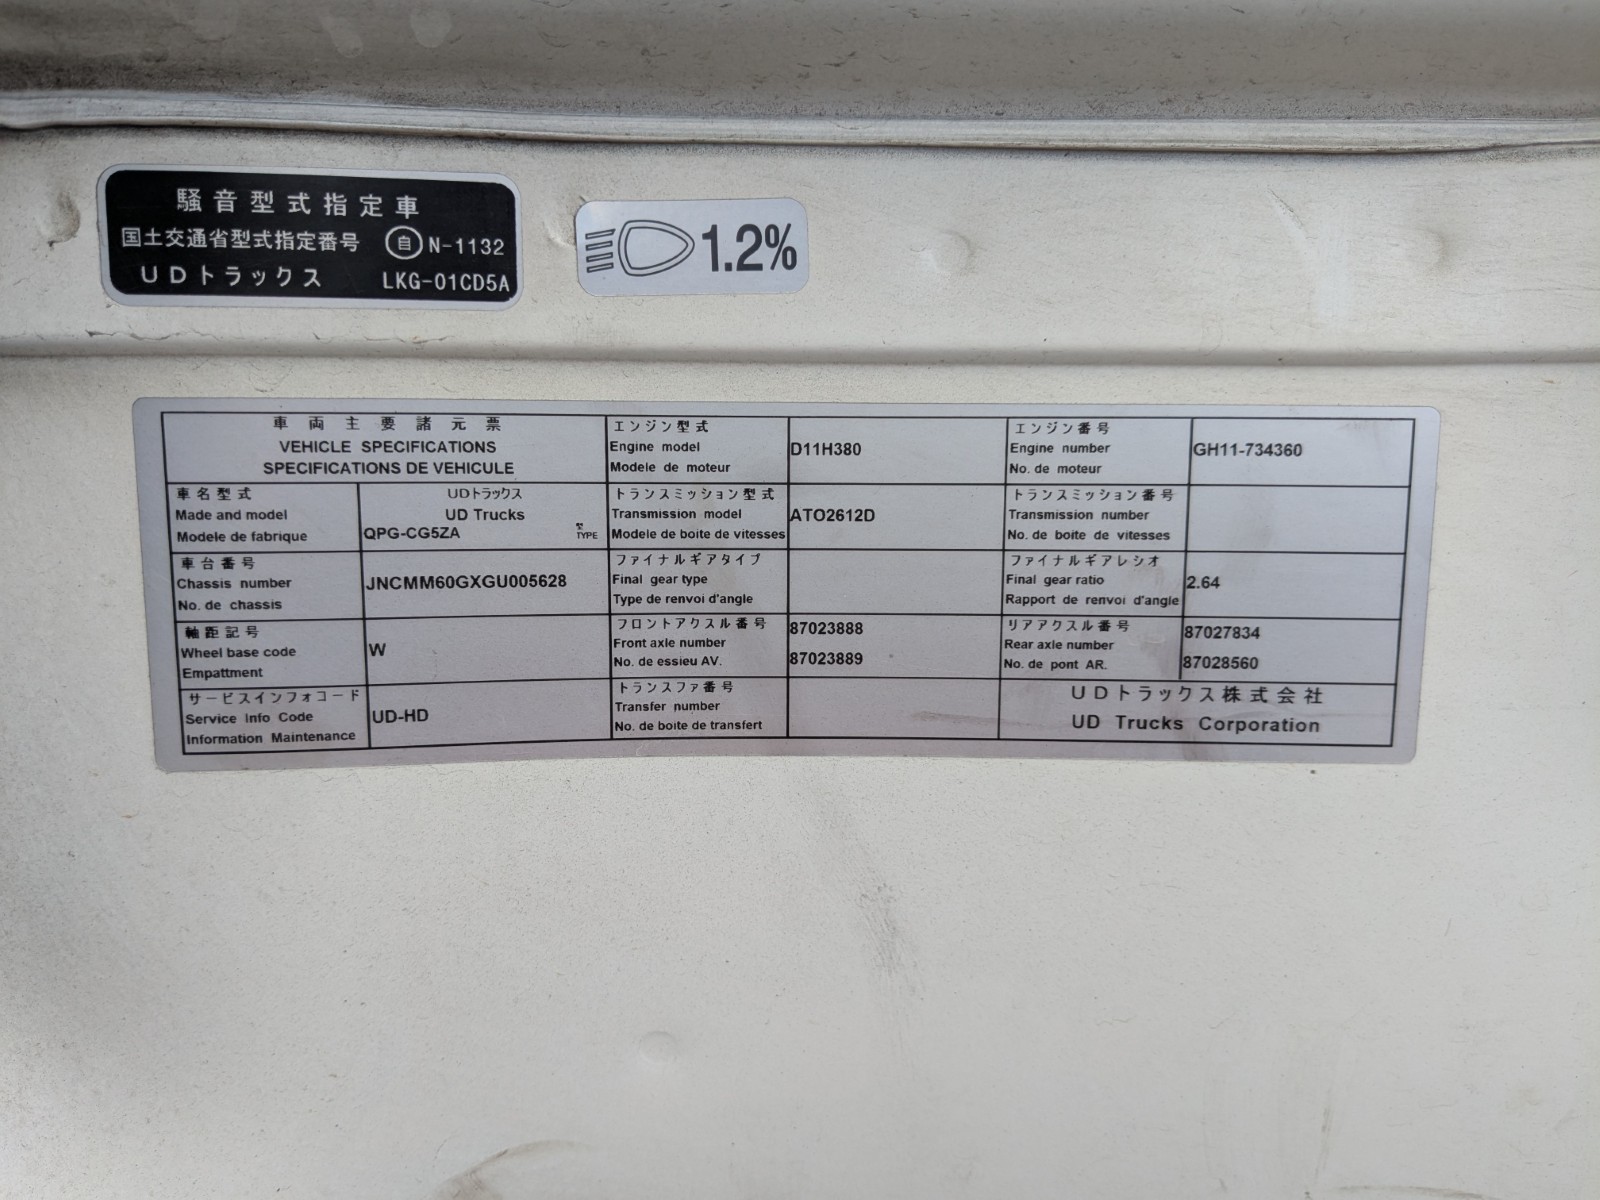 騒音型式指定車
国土交通省型式指定番号 自 N-1132
UDトラックス LKG-01CD5A
1.2%
車両主要諸元票
VEHICLE SPECIFICATIONS
SPECIFICATIONS DE VEHICULE
エンジン型式
Engine model
Modele de moteur
D11H380
エンジン番号
Engine number
No. de moteur
GH11-734360
車名型式
Made and model
Modele de fabrique
UDトラックス
UD Trucks
QPG-CG5ZA
型
TYPE
トランスミッション型式
Transmission model
Modele de boite de vitesses
ATO2612D
トランスミッション番号
Transmission number
No. de boite de vitesses
車台番号
Chassis number
No. de chassis
JNCMM60GXGU005628
ファイナルギアタイプ
Final gear type
Type de renvoi d'angle
ファイナルギアレシオ
Final gear ratio
Rapport de renvoi d'angle
2.64
軸距記号
Wheel base code
Empattment
W
フロントアクスル番号
Front axle number
No. de essieu AV.
87023888
87023889
リアアクスル番号
Rear axle number
No. de pont AR.
87027834
87028560
サービスインフォコード
Service Info Code
Information Maintenance
UD-HD
トランスファ番号
Transfer number
No. de boite de transfert
UDトラックス株式会社
UD Trucks Corporation